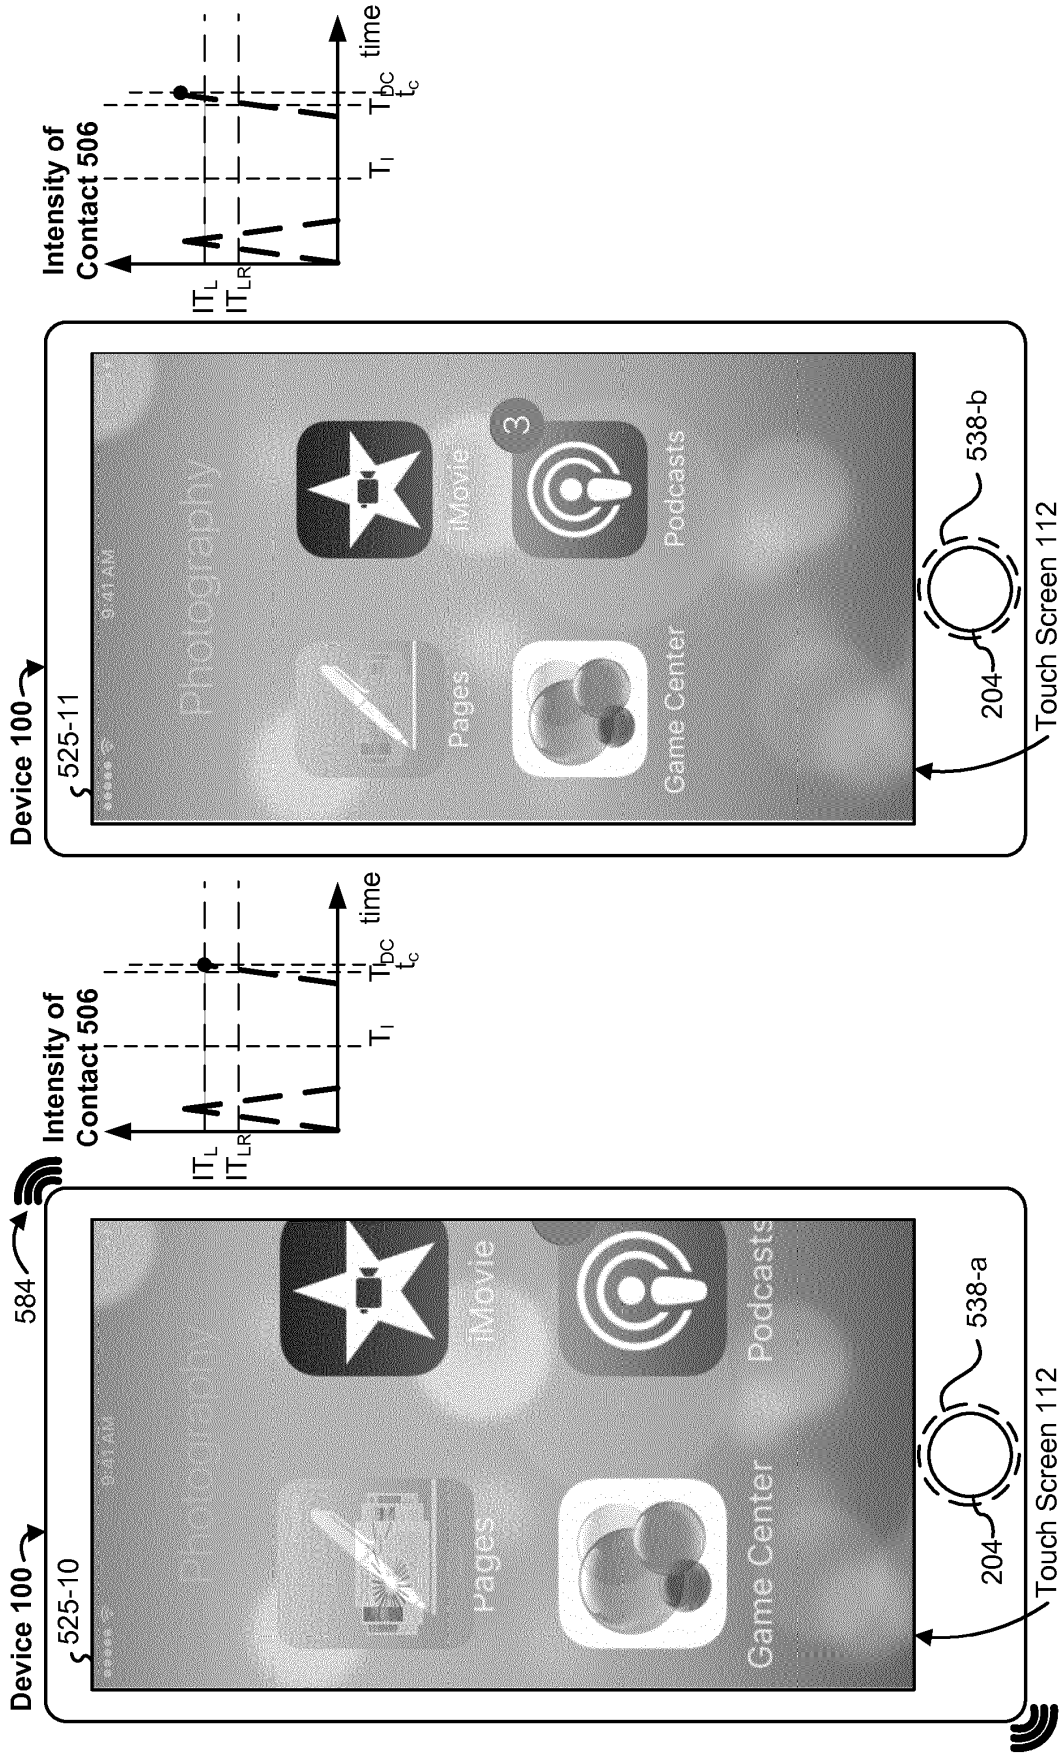 Device 100
584
525-10
9:41 AM
Photography
Pages
iMovie
Game Center
Podcasts
204
538-a
Touch Screen 112
Intensity of
Contact 506
IT_L
IT_LR
T_I
T_DC
t_c
time
Device 100
525-11
9:41 AM
Photography
Pages
iMovie
3
Game Center
Podcasts
204
538-b
Touch Screen 112
Intensity of
Contact 506
IT_L
IT_LR
T_I
T_DC
t_c
time